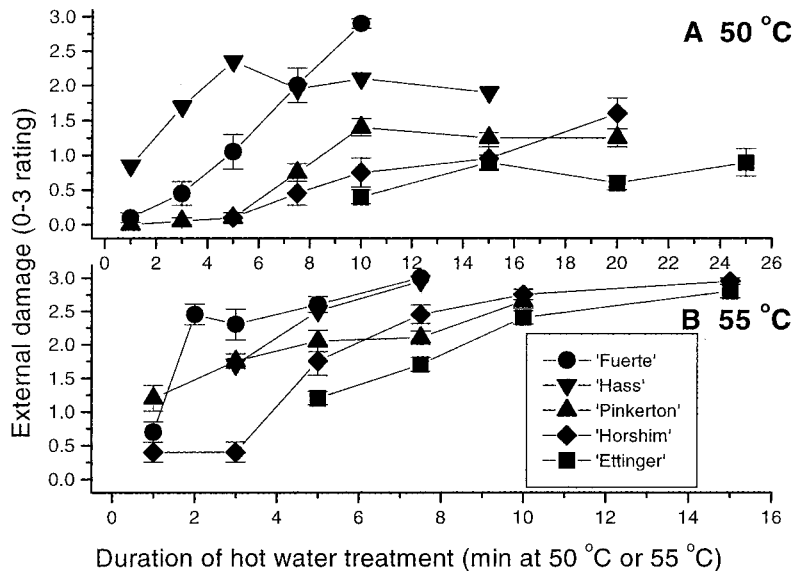 A 50 °C
3.0
2.5
2.0
1.5
1.0
0.5
0.0
0 2 4 6 8 10 12 14 16 18 20 22 24 26
External damage (0-3 rating)
B 55 °C
3.0
2.5
2.0
1.5
1.0
0.5
0.0
'Fuerte'
'Hass'
'Pinkerton'
'Horshim'
'Ettinger'
0 2 4 6 8 10 12 14 16
Duration of hot water treatment (min at 50 °C or 55 °C)